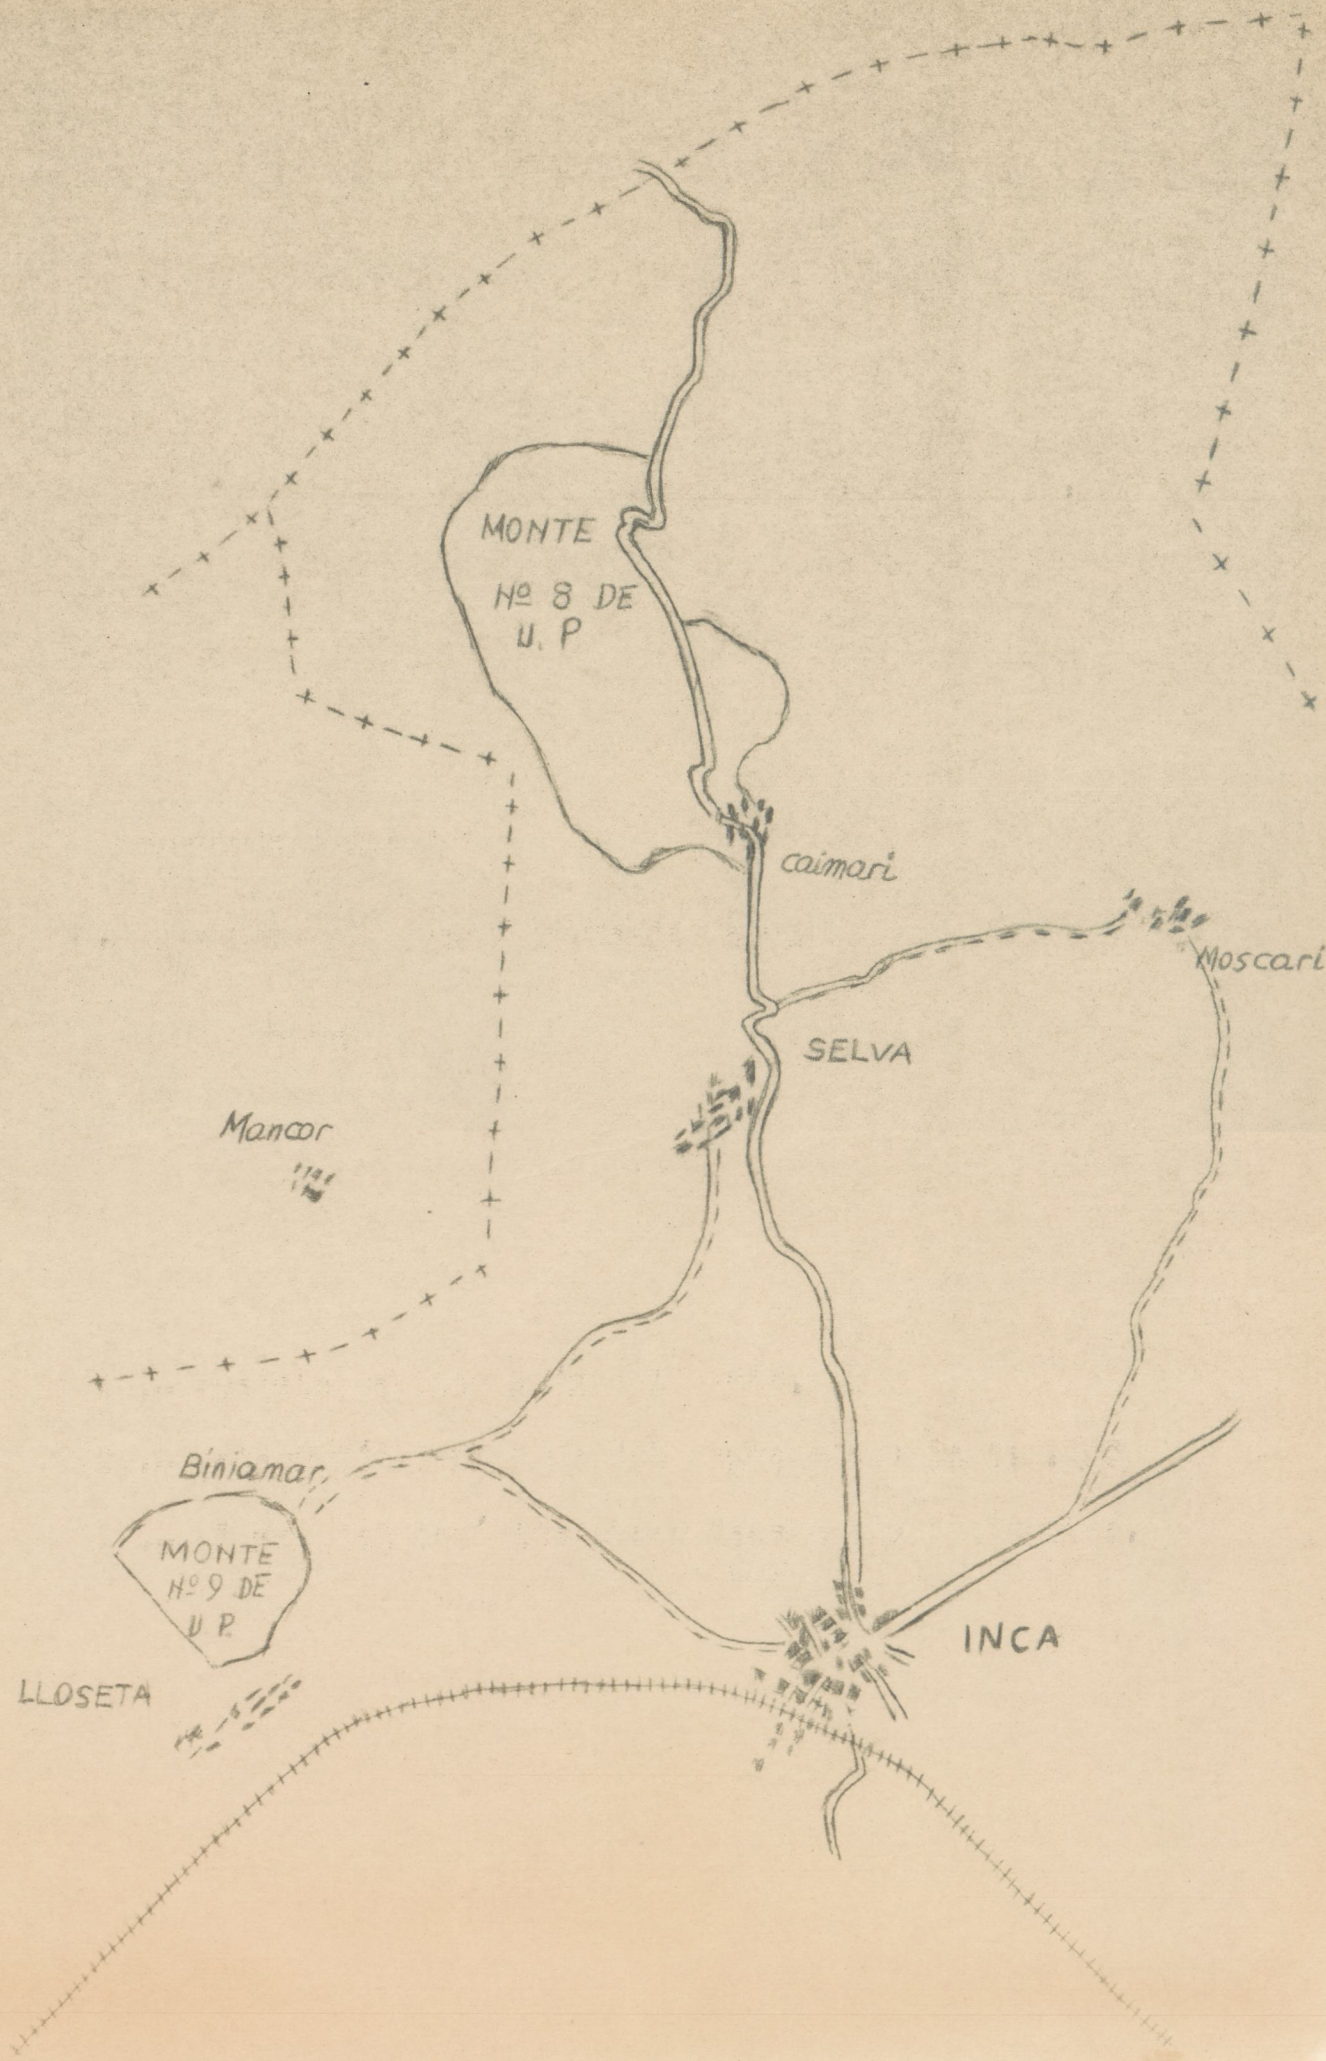 MONTE
Nº 8 DE
U. P
caimari
Moscari
SELVA
Mancor
Biniamar
MONTE
Nº 9 DE
U P.
INCA
LLOSETA